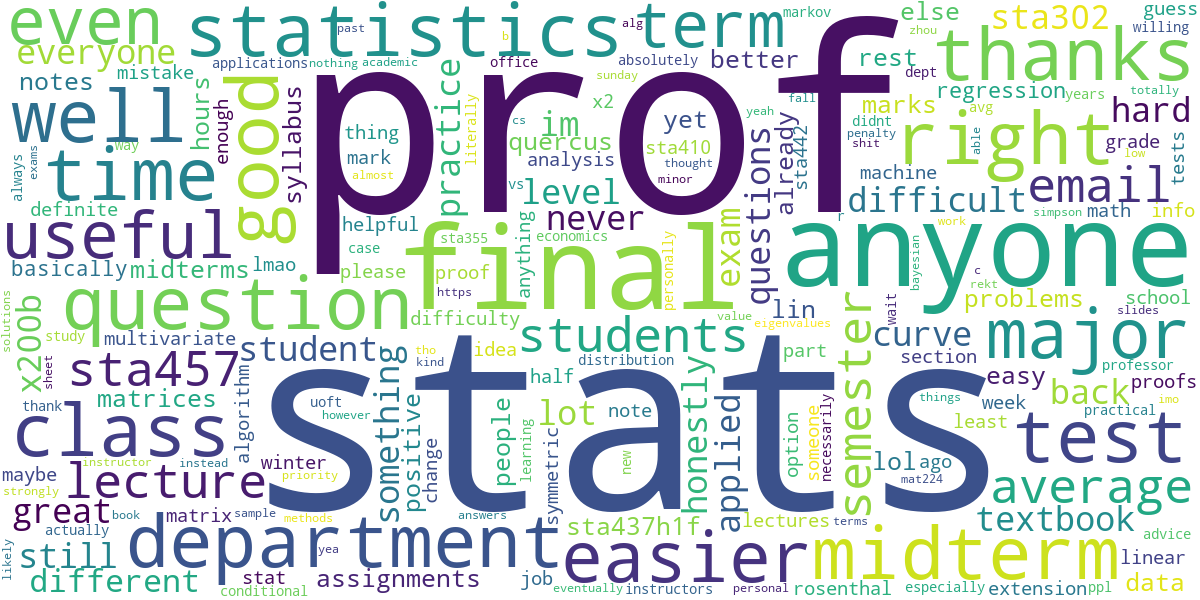 even
everyone
statistics
term
alg
past
b
markov
else
sta302
guess
willing
zhou
applications
nothing
academic
office
absolutely
better
rest
dept
thanks
notes
mistake
hours
good
prof
sunday
yeah
fall
regression
years
totally
well
enough
syllabus
practice
literally
cs
x2
im
quercus
yet
sta410
thought
minor
already
sta442
didnt
penalty
shit
marks
avg
able
right
hard
grade
low
tests
always
exams
way
time
thing
mark
almost
analysis
vs
level
never
questions
machine
difficult
r
work
email
math
simpson
info
definite
useful
helpful
case
sta355
economics
anything
final
personally
exam
anyone
bayesian
basically
midterms
lmao
please
proof
https
value
eigenvalues
lin
wait
c
rekt
problems
school
slides
solutions
x200b
question
study
multivariate
difficulty
students
distribution
part
curve
section
major
professor
sta457
student
something
tho
kind
idea
half
easy
proofs
sheet
matrices
algorithm
uoft
however
positive
people
lot
note
honestly
applied
option
someone
necessarily
semester
back
week
least
practical
imo
thank
class
stats
change
learning
symmetric
new
lol
ago
mat224
things
test
maybe
instructor
instead
winter
priority
strongly
lecture
average
great
book
matrix
sample
methods
answers
sta437h1f
lectures
terms
textbook
actually
department
yea
easier
midterm
advice
likely
still
linear
different
stat
conditional
assignments
job
eventually
instructors
personal
rosenthal
especially
extension
ppl
data